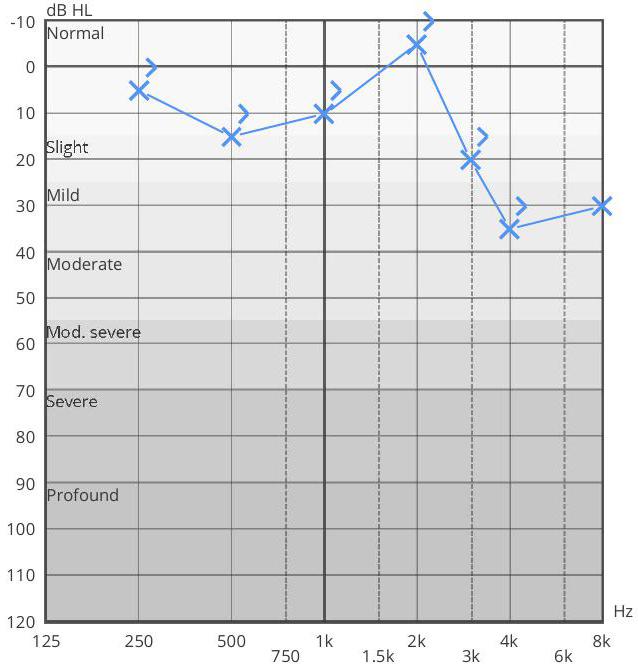 dB HL
-10
Normal
0
10
Slight
20
Mild
30
40
Moderate
50
Mod. severe
60
70
Severe
80
90
Profound
100
110
120
Hz
125 250 500 1k 2k 4k 8k
750 1.5k 3k 6k